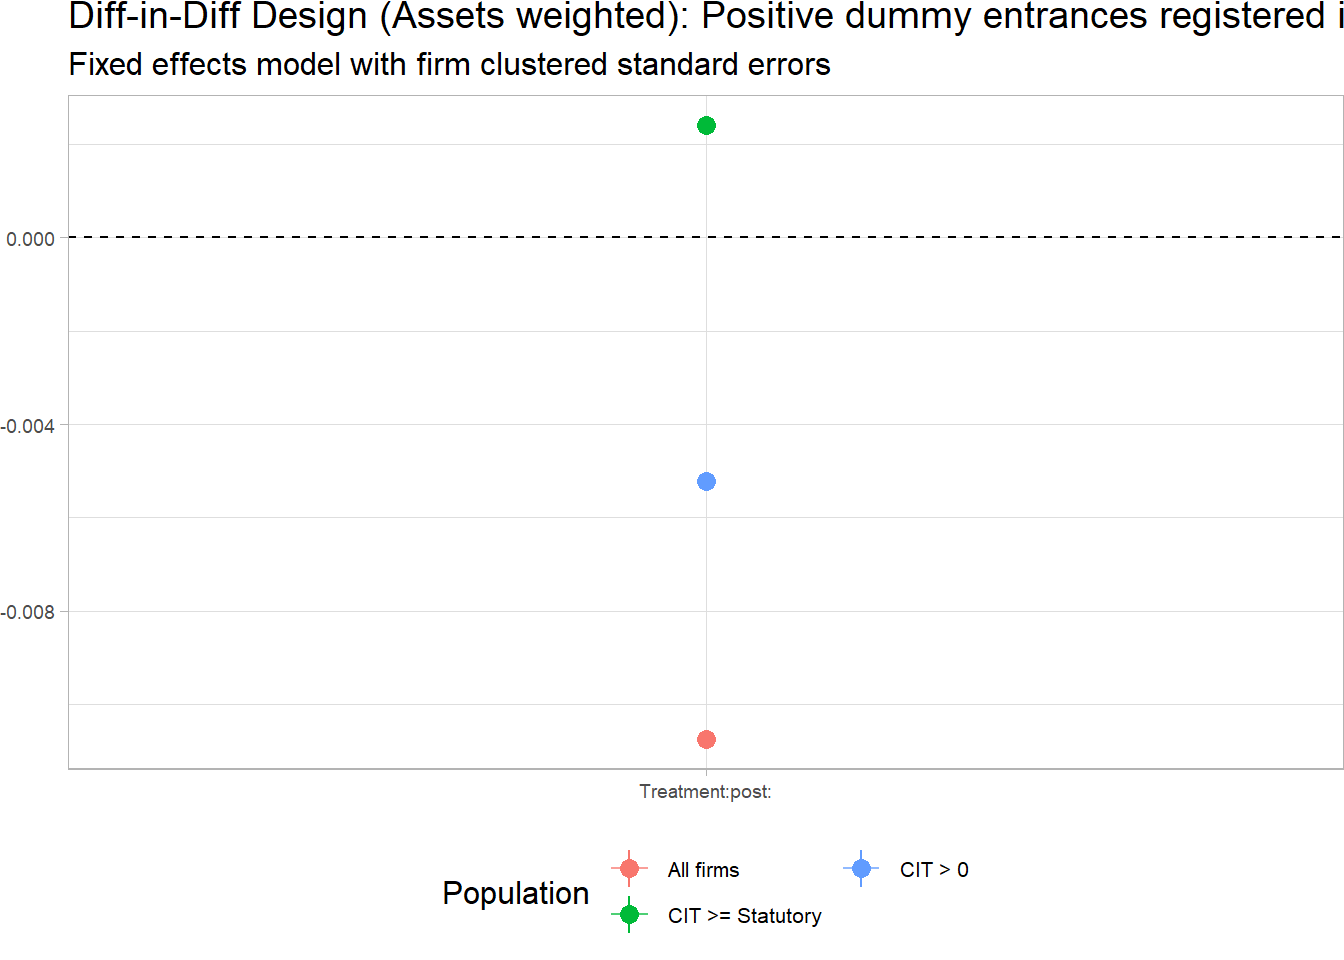 Diff-in-Diff Design (Assets weighted): Positive dummy entrances registered i
Fixed effects model with firm clustered standard errors
0.000
-0.004
-0.008
Treatment:post:
Population
All firms
CIT > 0
CIT >= Statutory